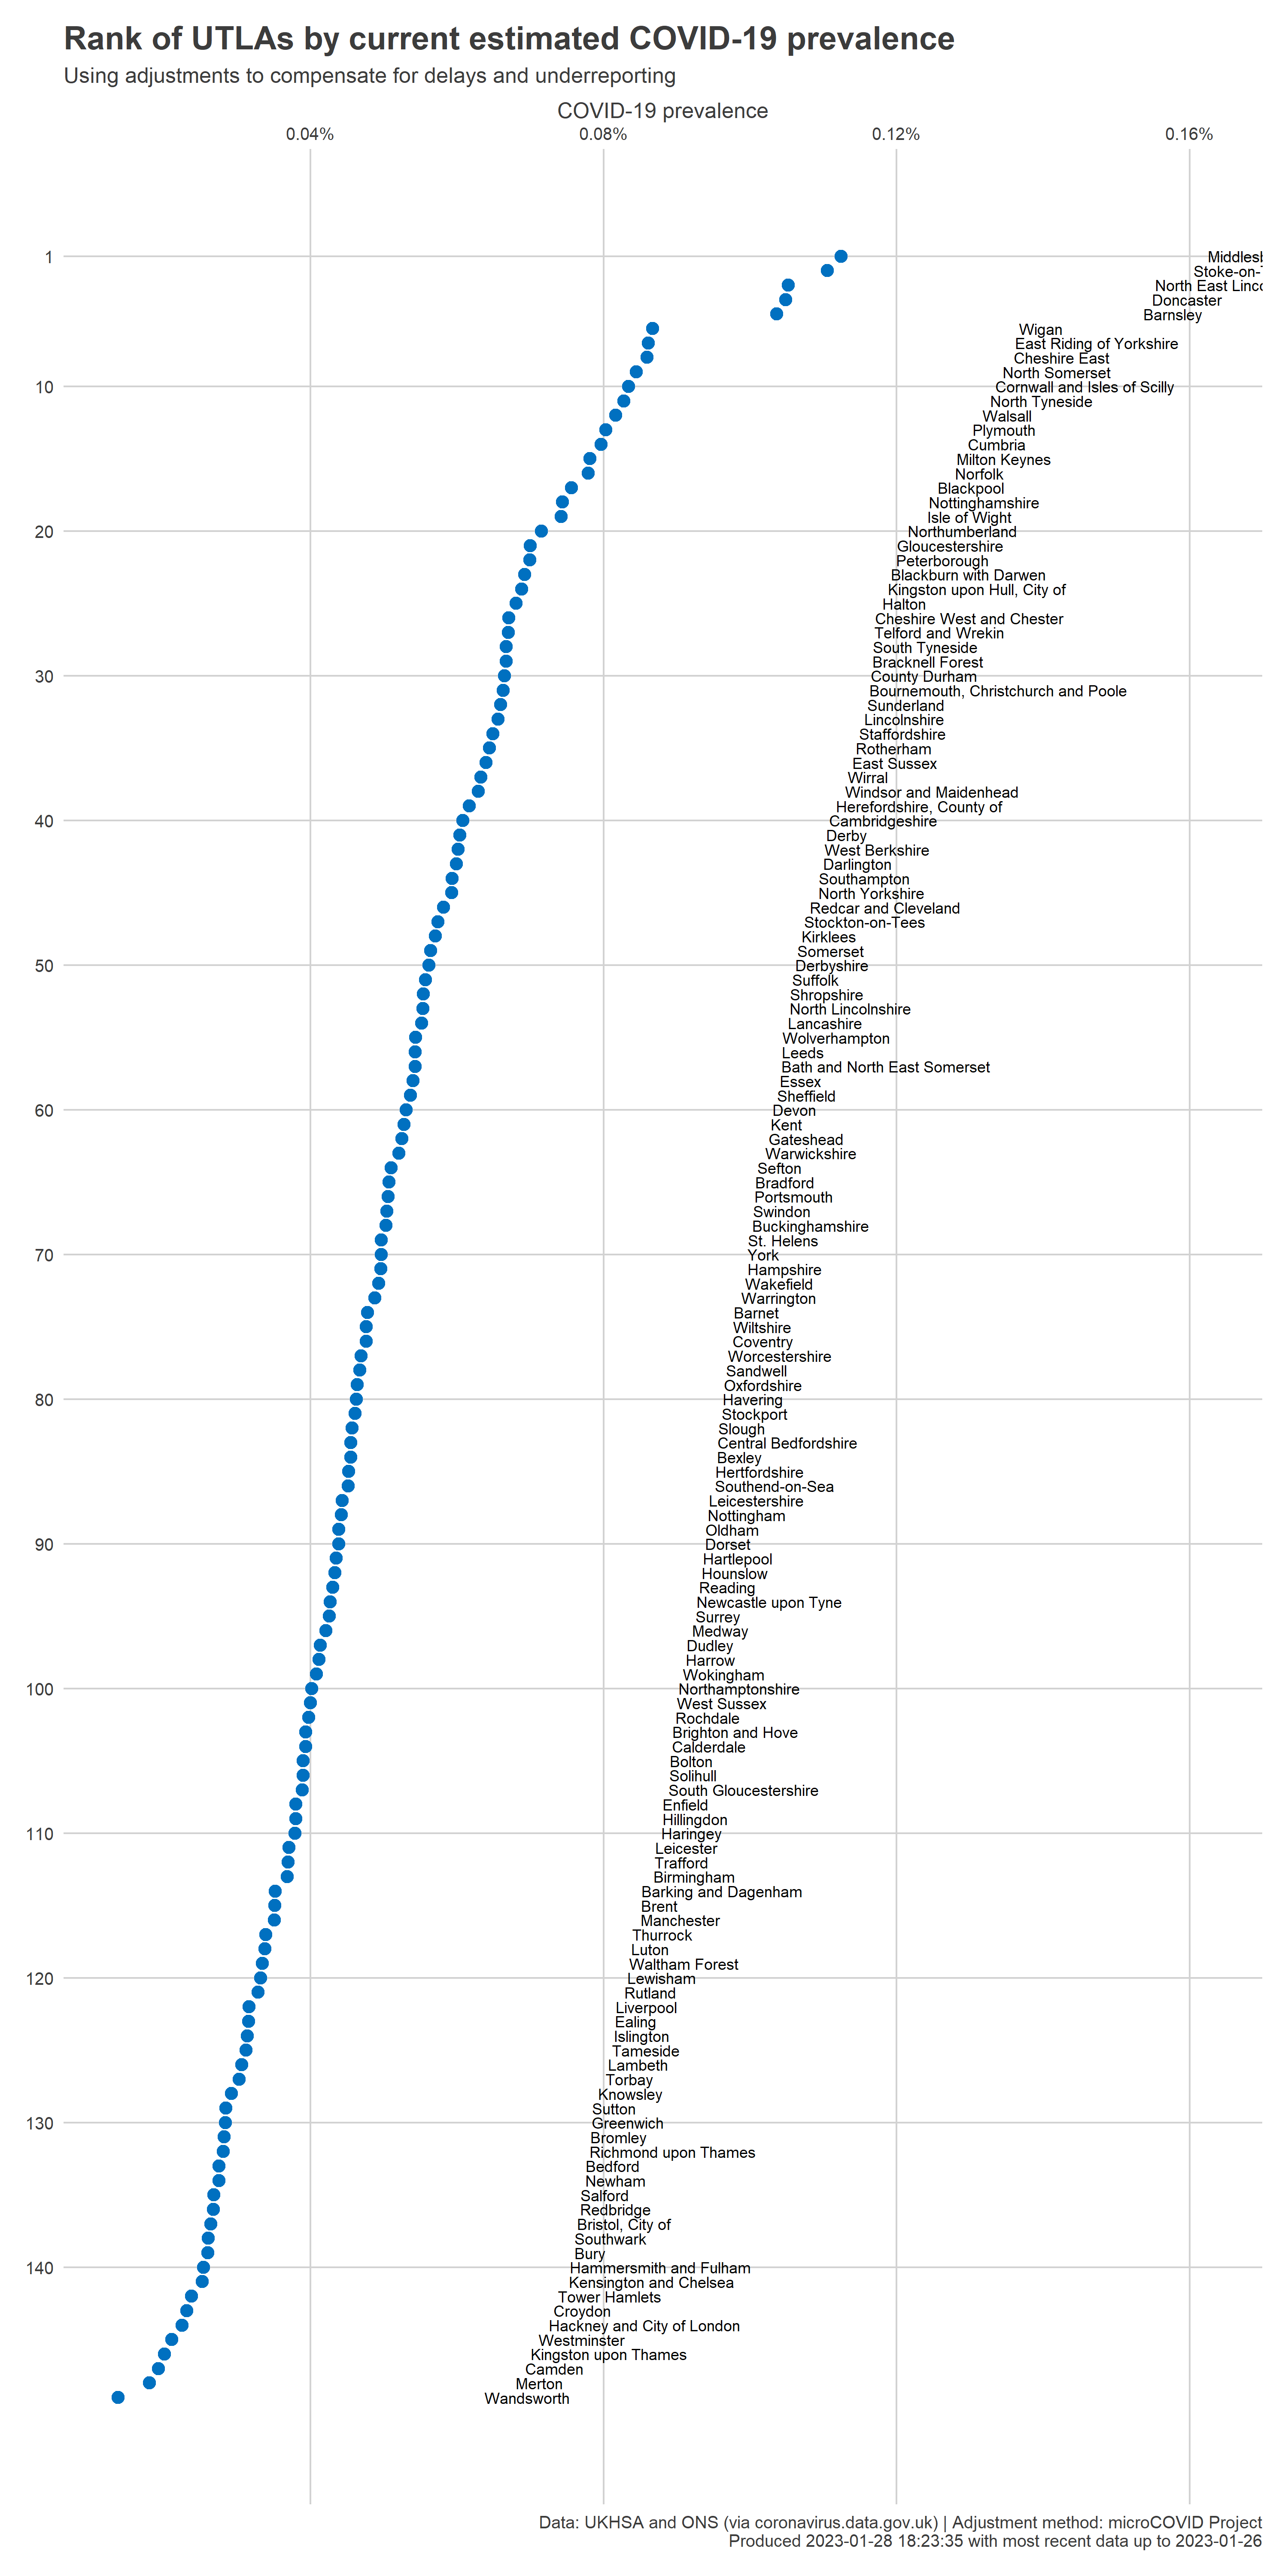 Rank of UTLAs by current estimated COVID-19 prevalence
Using adjustments to compensate for delays and underreporting
COVID-19 prevalence
0.04% 0.08% 0.12% 0.16%
1 Middlesb
Stoke-on-T
North East Linco
Doncaster
Barnsley
Wigan
East Riding of Yorkshire
Cheshire East
North Somerset
10 Cornwall and Isles of Scilly
North Tyneside
Walsall
Plymouth
Cumbria
Milton Keynes
Norfolk
Blackpool
Nottinghamshire
Isle of Wight
20 Northumberland
Gloucestershire
Peterborough
Blackburn with Darwen
Kingston upon Hull, City of
Halton
Cheshire West and Chester
Telford and Wrekin
South Tyneside
Bracknell Forest
30 County Durham
Bournemouth, Christchurch and Poole
Sunderland
Lincolnshire
Staffordshire
Rotherham
East Sussex
Wirral
Windsor and Maidenhead
Herefordshire, County of
40 Cambridgeshire
Derby
West Berkshire
Darlington
Southampton
North Yorkshire
Redcar and Cleveland
Stockton-on-Tees
Kirklees
Somerset
50 Derbyshire
Suffolk
Shropshire
North Lincolnshire
Lancashire
Wolverhampton
Leeds
Bath and North East Somerset
Essex
Sheffield
60 Devon
Kent
Gateshead
Warwickshire
Sefton
Bradford
Portsmouth
Swindon
Buckinghamshire
St. Helens
70 York
Hampshire
Wakefield
Warrington
Barnet
Wiltshire
Coventry
Worcestershire
Sandwell
Oxfordshire
80 Havering
Stockport
Slough
Central Bedfordshire
Bexley
Hertfordshire
Southend-on-Sea
Leicestershire
Nottingham
Oldham
90 Dorset
Hartlepool
Hounslow
Reading
Newcastle upon Tyne
Surrey
Medway
Dudley
Harrow
Wokingham
100 Northamptonshire
West Sussex
Rochdale
Brighton and Hove
Calderdale
Bolton
Solihull
South Gloucestershire
Enfield
Hillingdon
110 Haringey
Leicester
Trafford
Birmingham
Barking and Dagenham
Brent
Manchester
Thurrock
Luton
Waltham Forest
120 Lewisham
Rutland
Liverpool
Ealing
Islington
Tameside
Lambeth
Torbay
Knowsley
Sutton
130 Greenwich
Bromley
Richmond upon Thames
Bedford
Newham
Salford
Redbridge
Bristol, City of
Southwark
Bury
140 Hammersmith and Fulham
Kensington and Chelsea
Tower Hamlets
Croydon
Hackney and City of London
Westminster
Kingston upon Thames
Camden
Merton
Wandsworth
Data: UKHSA and ONS (via coronavirus.data.gov.uk) | Adjustment method: microCOVID Project
Produced 2023-01-28 18:23:35 with most recent data up to 2023-01-26